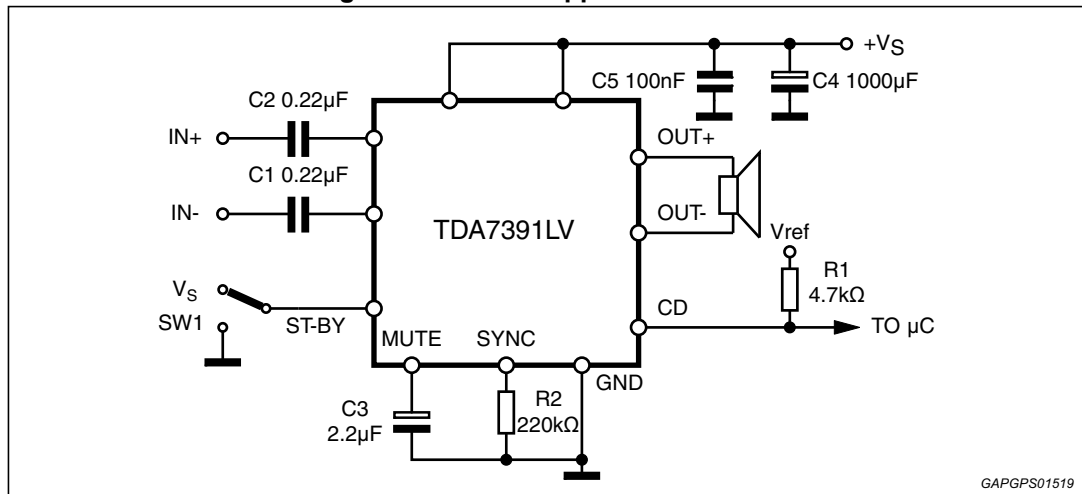 +VS
C5 100nF
C4 1000µF
C2 0.22µF
IN+
OUT+
C1 0.22µF
IN-
OUT-
TDA7391LV
Vref
R1
4.7kΩ
VS
SW1
ST-BY
CD
TO µC
MUTE
SYNC
GND
C3
2.2µF
R2
220kΩ
GAPGPS01519